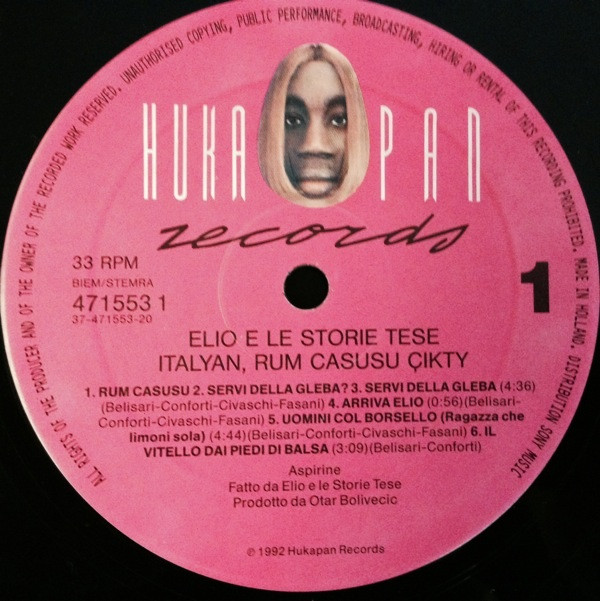 ALL RIGHTS OF THE PRODUCER AND OF THE OWNER OF THE RECORDED WORK RESERVED. UNAUTHORISED COPYING, PUBLIC PERFORMANCE, BROADCASTING, HIRING OR RENTAL OF THIS RECORDING PROHIBITED. MADE IN HOLLAND. DISTRIBUTION SONY MUSIC
HUKAPAN
records
33 RPM
BIEM/STEMRA
471553 1
37-471553-20
1
ELIO E LE STORIE TESE
ITALYAN, RUM CASUSU ÇIKTY
1. RUM CASUSU 2. SERVI DELLA GLEBA? 3. SERVI DELLA GLEBA (4:36)
(Belisari-Conforti-Civaschi-Fasani) 4. ARRIVA ELIO (0:56)(Belisari-
Conforti-Civaschi-Fasani) 5. UOMINI COL BORSELLO (Ragazza che
limoni sola) (4:44)(Belisari-Conforti-Civaschi-Fasani) 6. IL
VITELLO DAI PIEDI DI BALSA (3:09)(Belisari-Conforti)
Aspirine
Fatto da Elio e le Storie Tese
Prodotto da Otar Bolivecic
℗ 1992 Hukapan Records